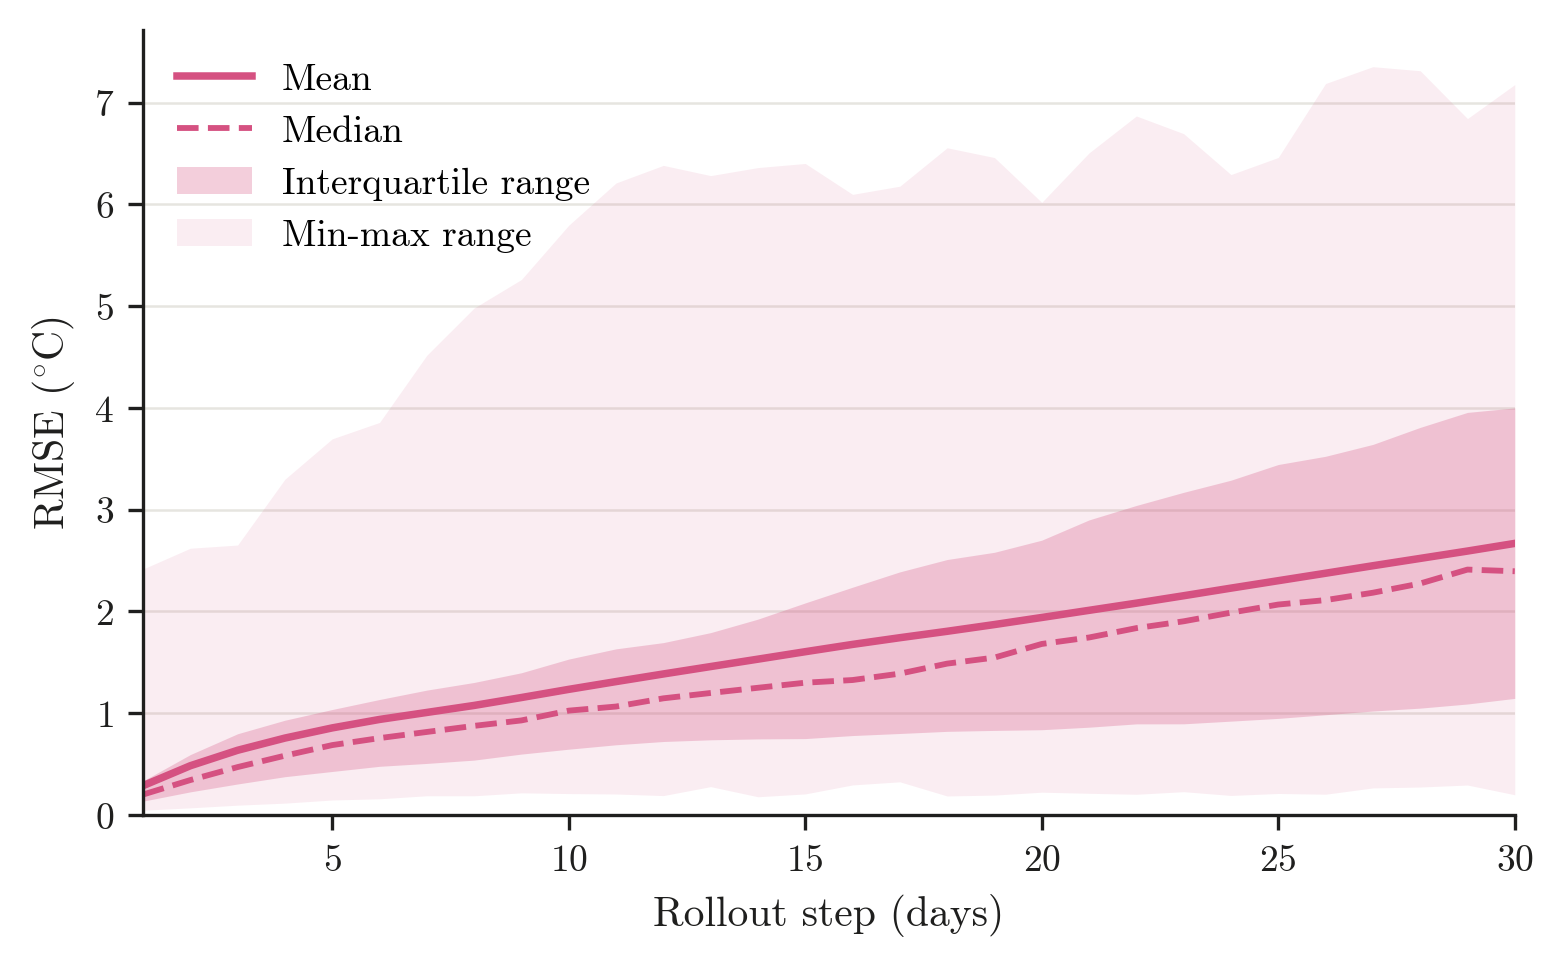 Mean
Median
Interquartile range
Min-max range
7
6
5
4
3
2
1
0
RMSE (°C)
5 10 15 20 25 30
Rollout step (days)